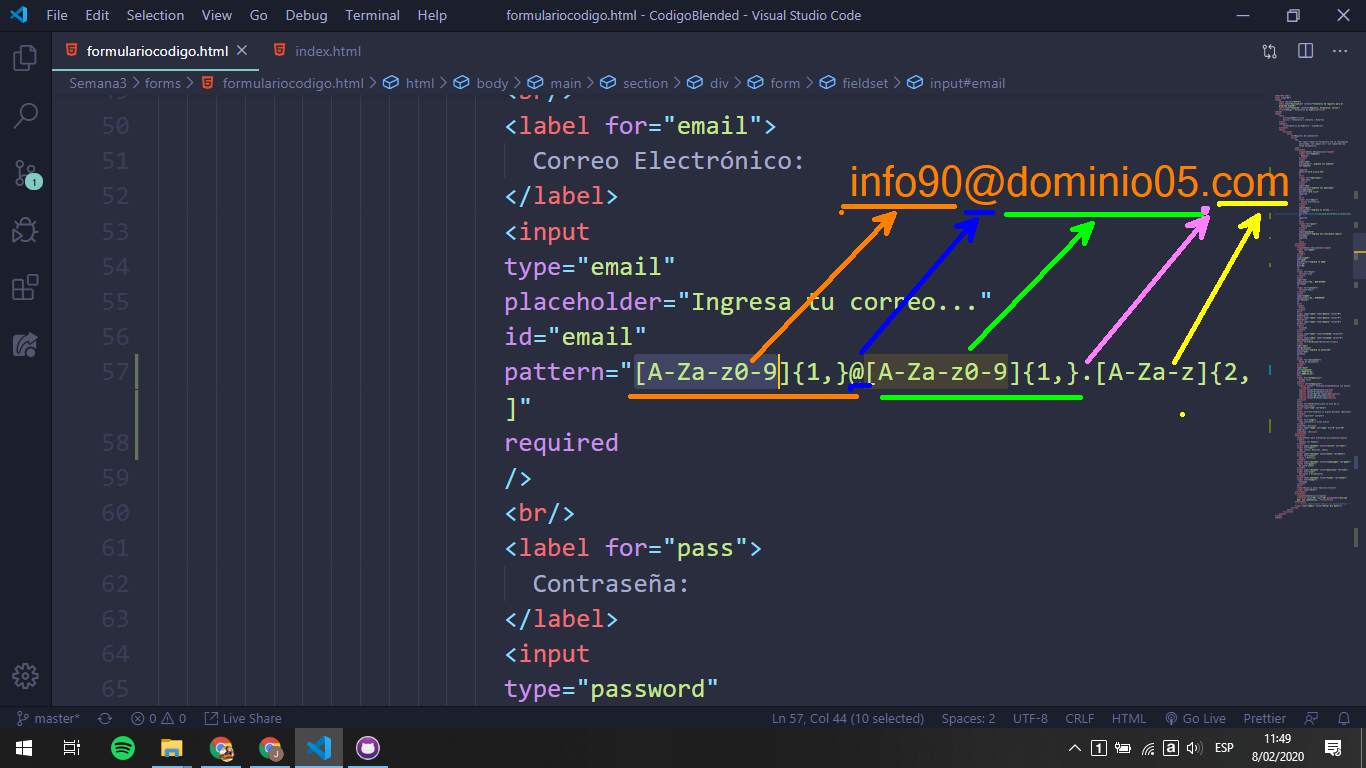 File Edit Selection View Go Debug Terminal Help formulariocodigo.html - CodigoBlended - Visual Studio Code
formulariocodigo.html index.html
Semana3 > forms > formulariocodigo.html > html > body > main > section > div > form > fieldset > input#email
<br/>
50 <label for="email">
51 Correo Electrónico:
info90@dominio05.com
52 </label>
53 <input
54 type="email"
55 placeholder="Ingresa tu correo..."
56 id="email"
57 pattern="[A-Za-z0-9]{1,}@[A-Za-z0-9]{1,}.[A-Za-z]{2,
]"
58 required
59 />
60 <br/>
61 <label for="pass">
62 Contraseña:
63 </label>
64 <input
65 type="password"
1
master* 0 0 Live Share Ln 57, Col 44 (10 selected) Spaces: 2 UTF-8 CRLF HTML Go Live Prettier
1 a ESP 11:49
8/02/2020